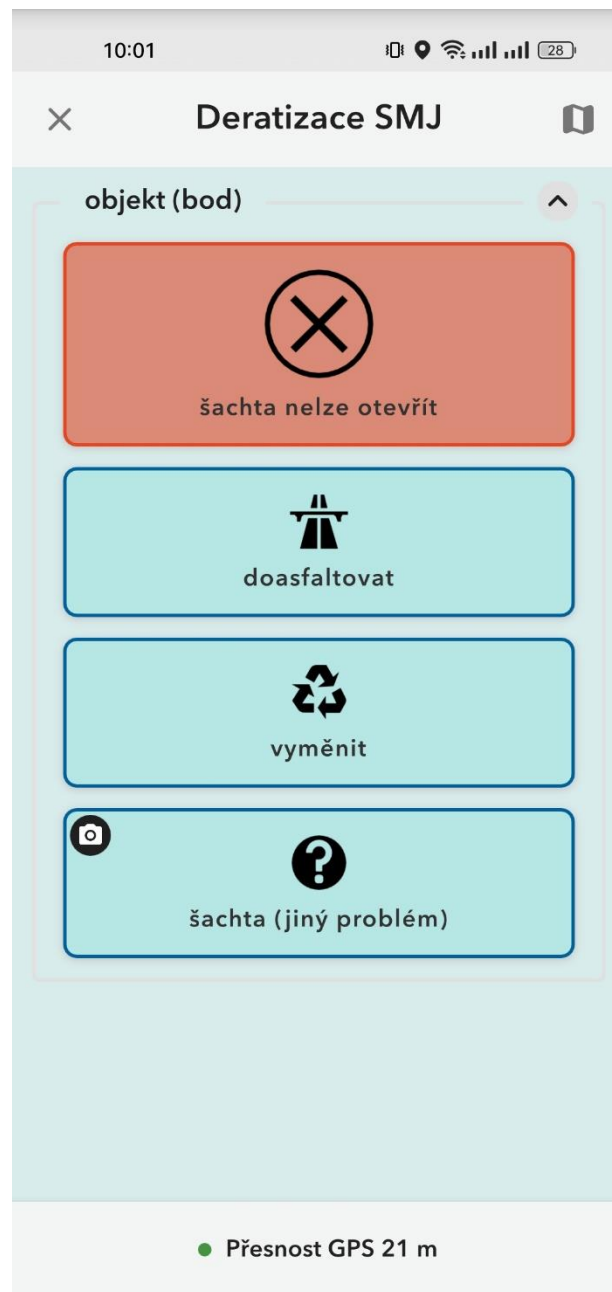 10:01
28
Deratizace SMJ
objekt (bod)
šachta nelze otevřít
doasfaltovat
vyměnit
šachta (jiný problém)
Přesnost GPS 21 m